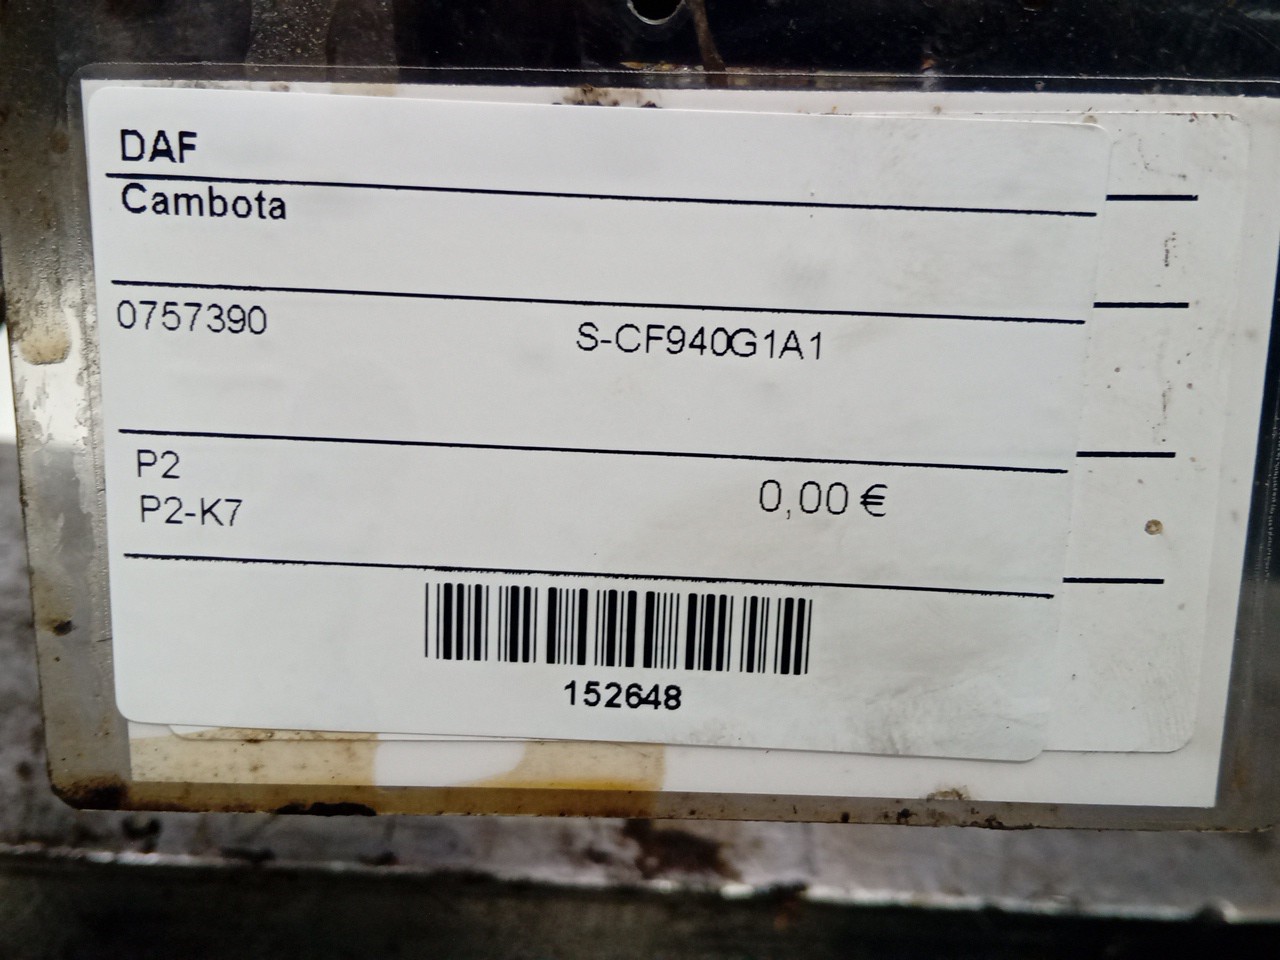 DAF
Cambota
0757390 S-CF940G1A1
P2
P2-K7 0,00 €
152648